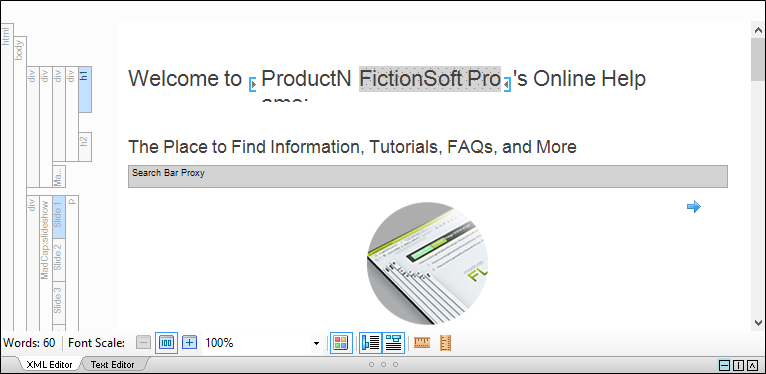 html
body
div
div
div
div
h1
h2
Ma...
div
MadCap:slideshow
Slide 1
Slide 2
Slide 3
p
Welcome to ProductN FictionSoft Pro 's Online Help
ame:
The Place to Find Information, Tutorials, FAQs, and More
Search Bar Proxy
FL
Words: 60 Font Scale: 100 100%
XML Editor Text Editor